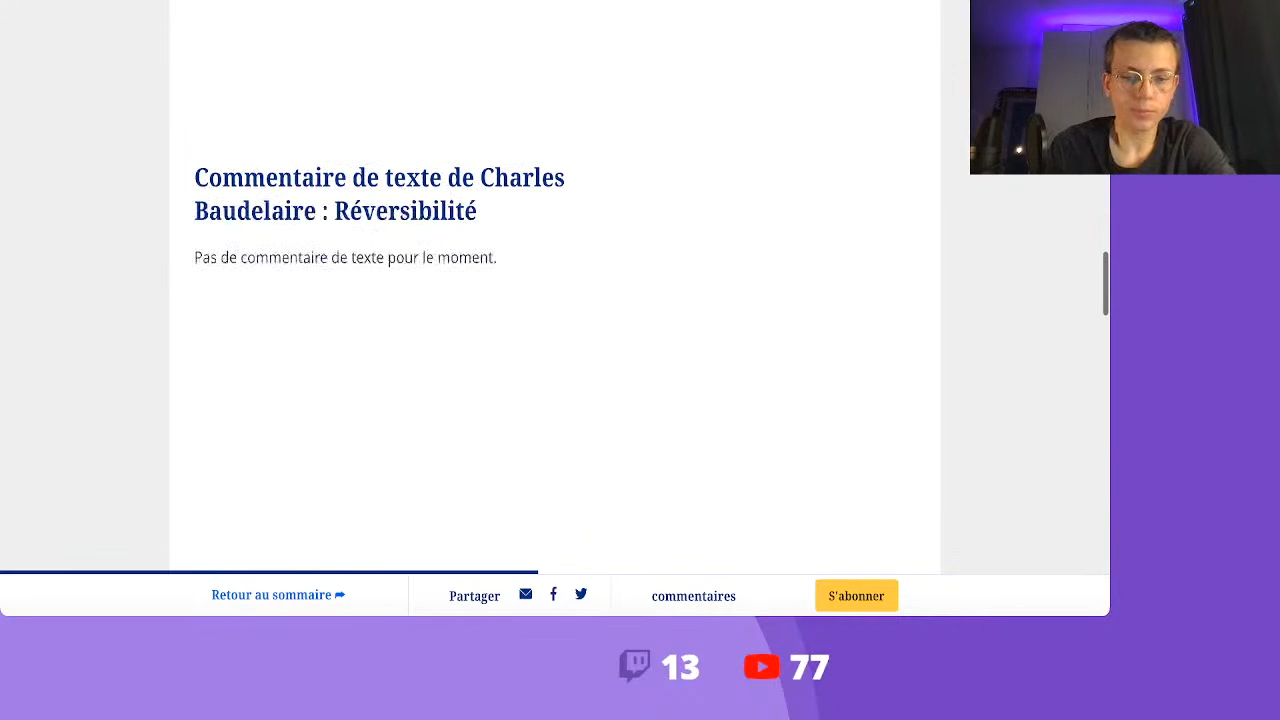 Commentaire de texte de Charles
Baudelaire : Réversibilité
Pas de commentaire de texte pour le moment.
Retour au sommaire
Partager
commentaires
S'abonner
13
77